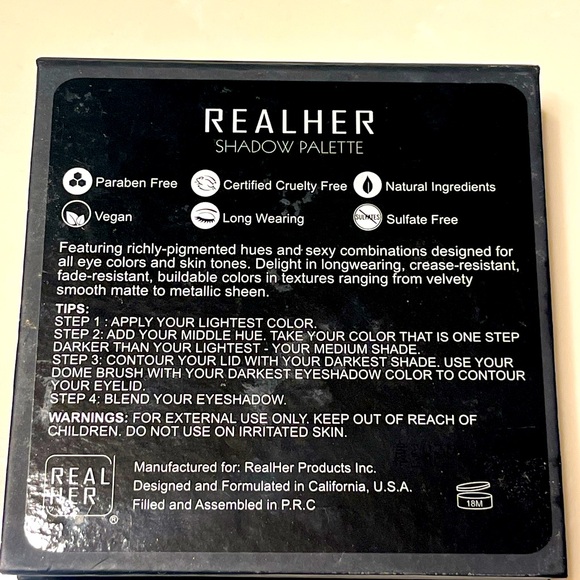 REALHER
SHADOW PALETTE
Paraben Free
Certified Cruelty Free
Natural Ingredients
Vegan
Long Wearing
SULFATES
Sulfate Free
Featuring richly-pigmented hues and sexy combinations designed for
all eye colors and skin tones. Delight in longwearing, crease-resistant,
fade-resistant, buildable colors in textures ranging from velvety
smooth matte to metallic sheen.
TIPS:
STEP 1 : APPLY YOUR LIGHTEST COLOR.
STEP 2: ADD YOUR MIDDLE HUE. TAKE YOUR COLOR THAT IS ONE STEP
DARKER THAN YOUR LIGHTEST - YOUR MEDIUM SHADE.
STEP 3: CONTOUR YOUR LID WITH YOUR DARKEST SHADE. USE YOUR
DOME BRUSH WITH YOUR DARKEST EYESHADOW COLOR TO CONTOUR
YOUR EYELID.
STEP 4: BLEND YOUR EYESHADOW.
WARNINGS: FOR EXTERNAL USE ONLY. KEEP OUT OF REACH OF
CHILDREN. DO NOT USE ON IRRITATED SKIN.
REAL
HER
®
Manufactured for: RealHer Products Inc.
Designed and Formulated in California, U.S.A.
Filled and Assembled in P.R.C
18M